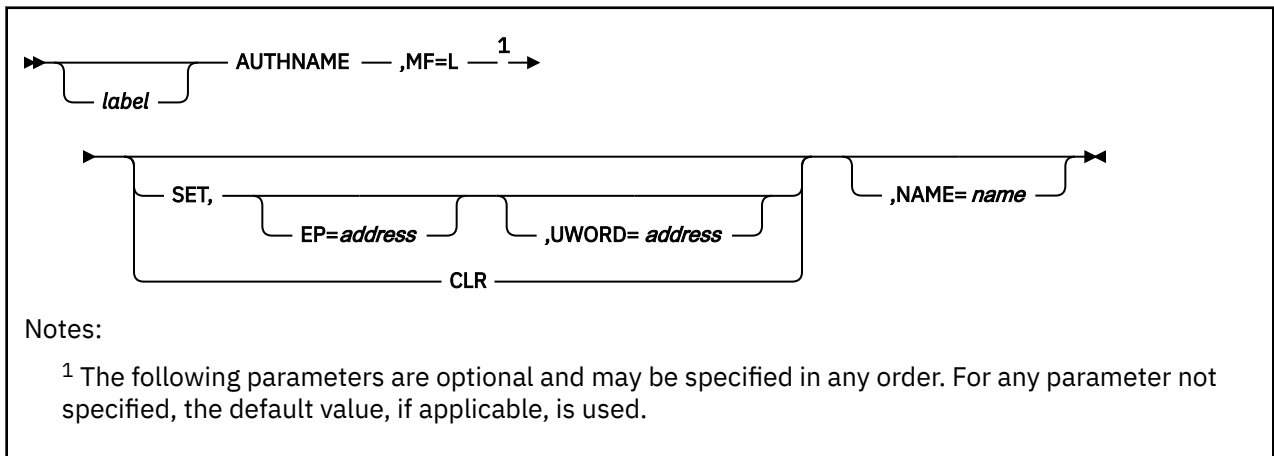 AUTHNAME ,MF=L 1
label
SET, ,NAME= name
EP=address ,UWORD= address
CLR
Notes:
1 The following parameters are optional and may be specified in any order. For any parameter not
specified, the default value, if applicable, is used.